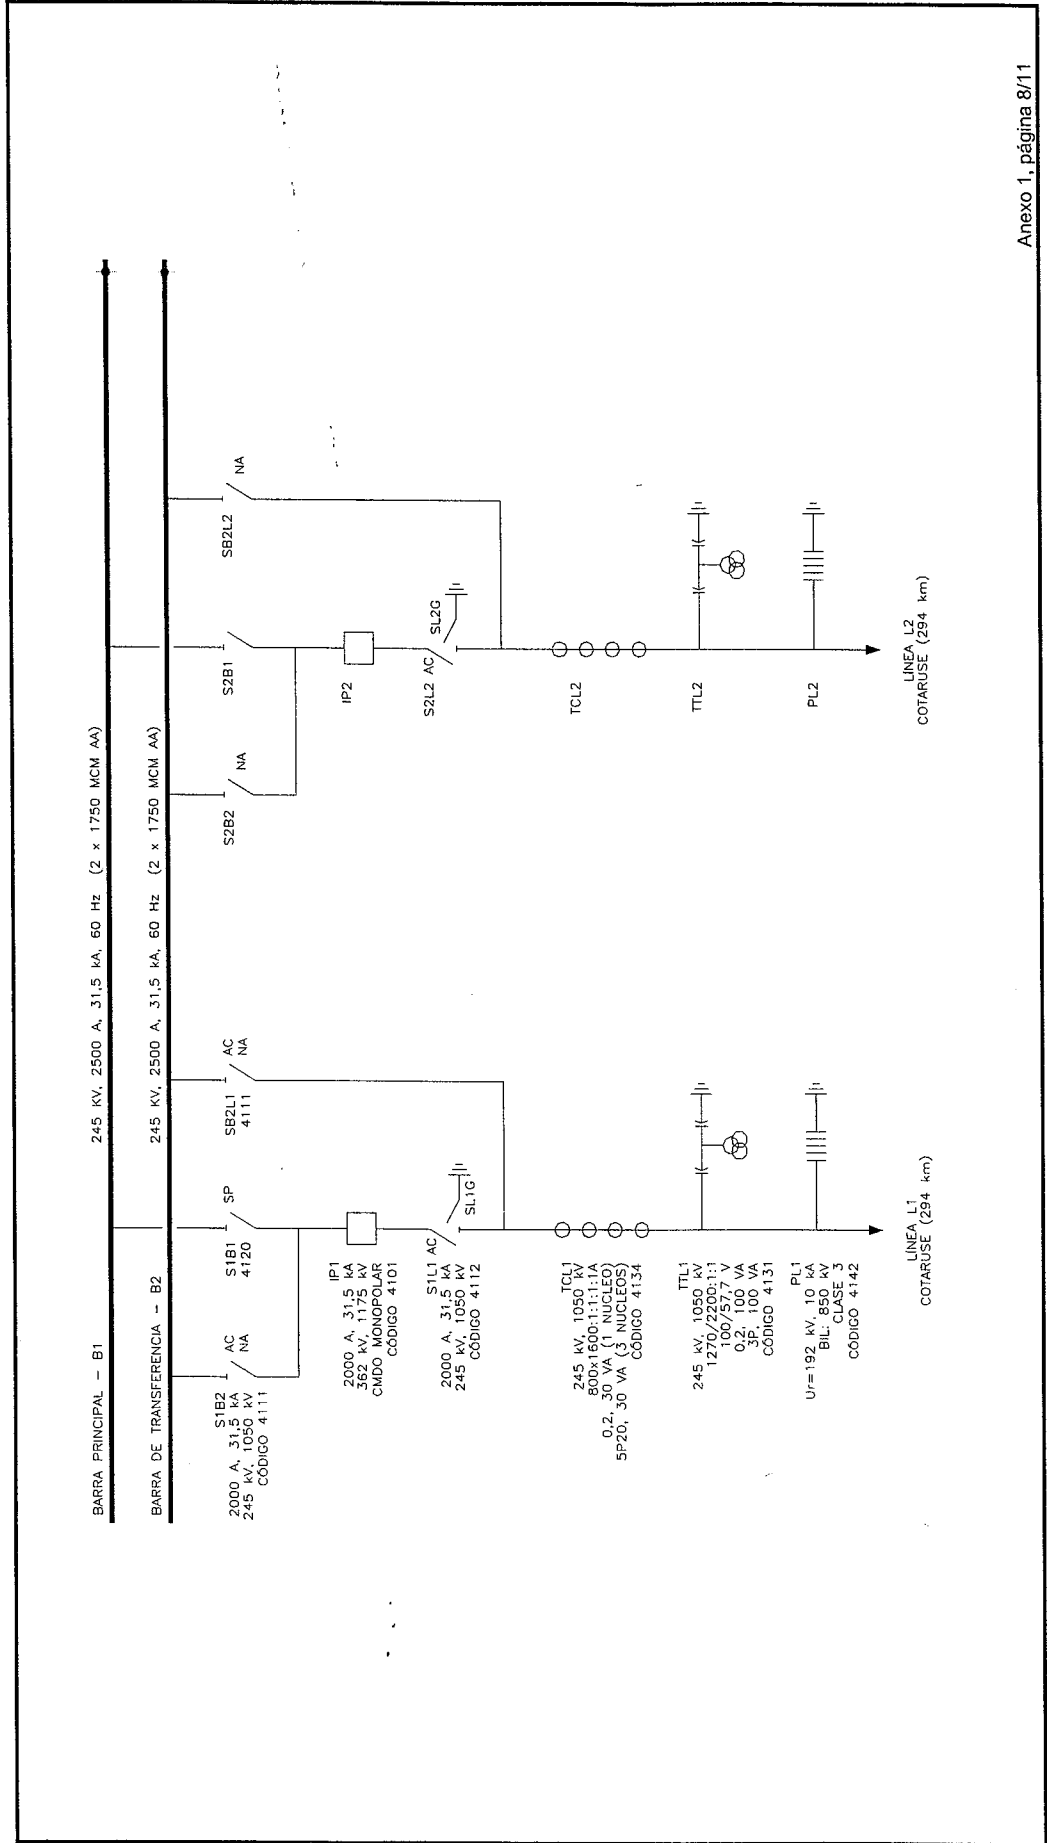 BARRA PRINCIPAL - B1
245 KV, 2500 A, 31,5 kA, 60 Hz (2 x 1750 MCM AA)
BARRA DE TRANSFERENCIA - B2
245 KV, 2500 A, 31,5 kA, 60 Hz (2 x 1750 MCM AA)
S1B2
2000 A, 31,5 kA
245 kV, 1050 kV
CÓDIGO 4111
AC
NA
S1B1
4120
SP
SB2L1
4111
AC
NA
IP1
2000 A, 31,5 kA
362 kV, 1175 kV
CMDO MONOPOLAR
CÓDIGO 4101
S1L1
AC
2000 A, 31,5 kA
245 kV, 1050 kV
CÓDIGO 4112
SL1G
TCL1
245 kV, 1050 kV
800x1600:1:1:1:1A
0,2, 30 VA (1 NUCLEO)
5P20, 30 VA (3 NUCLEOS)
CÓDIGO 4134
TTL1
245 kV, 1050 kV
1270/2200:1:1
100/57,7 V
0.2, 100 VA
3P, 100 VA
CÓDIGO 4131
PL1
Ur=192 kV, 10 kA
BIL: 850 kV
CLASE 3
CÓDIGO 4142
LÍNEA L1
COTARUSE (294 km)
S2B2
NA
S2B1
SB2L2
NA
IP2
S2L2
AC
SL2G
TCL2
TTL2
PL2
LÍNEA L2
COTARUSE (294 km)
Anexo 1, página 8/11